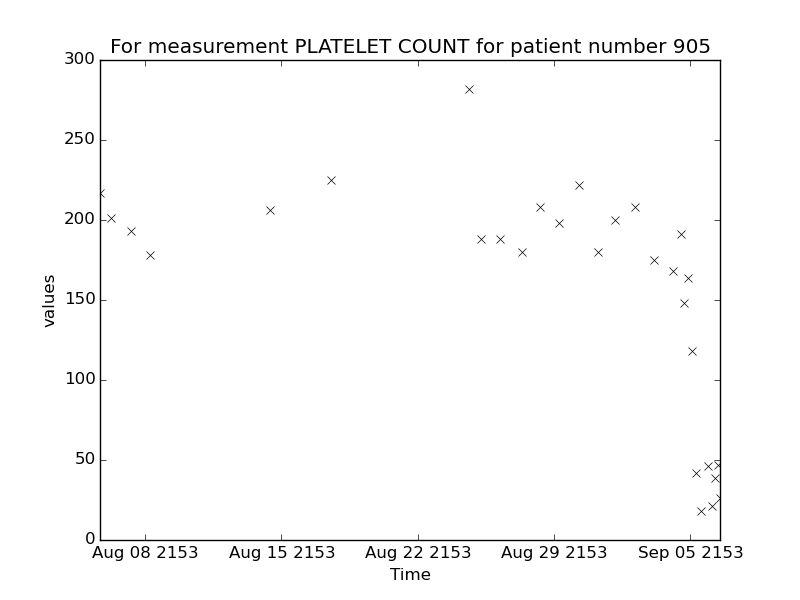 For measurement PLATELET COUNT for patient number 905
300
250
200
150
100
50
0
values
Aug 08 2153 Aug 15 2153 Aug 22 2153 Aug 29 2153 Sep 05 2153
Time